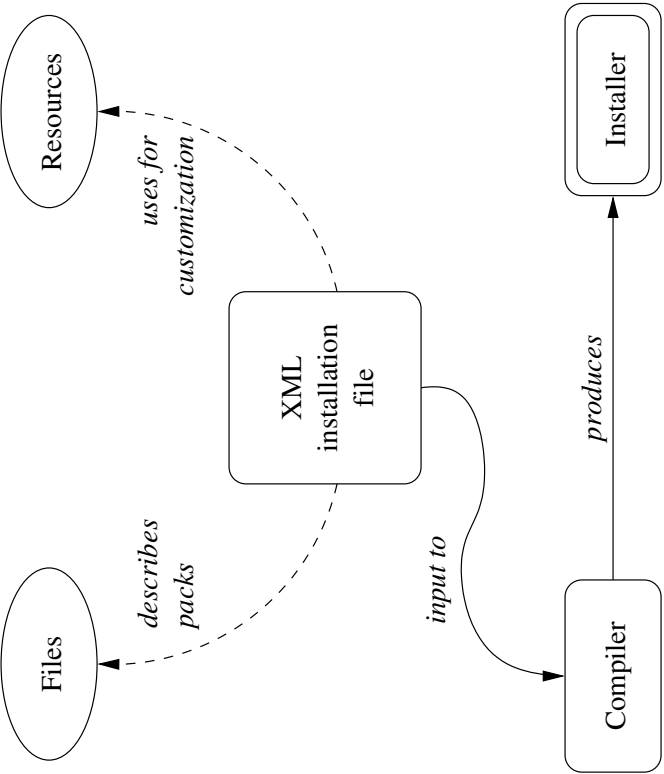 Files
Resources
describes
packs
uses for
customization
XML
installation
file
input to
produces
Compiler
Installer